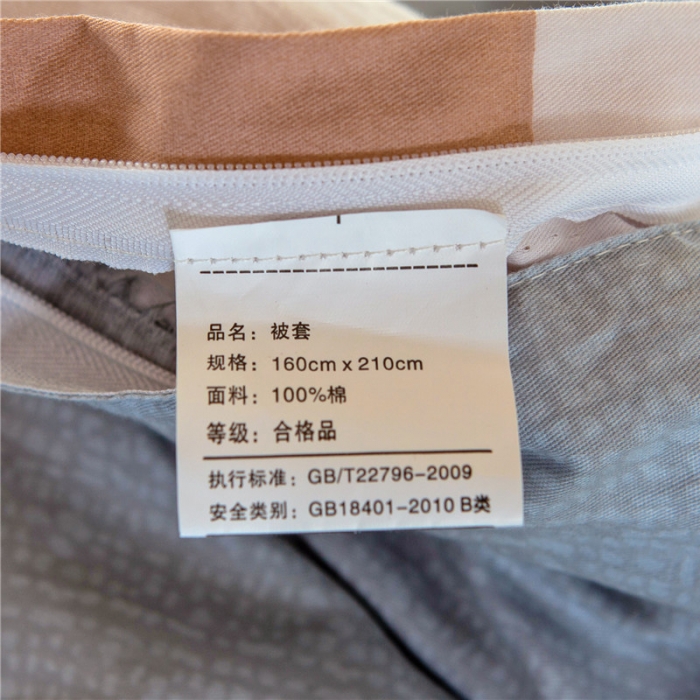 品名：被套
规格：160cm x 210cm
面料：100%棉
等级：合格品
执行标准：GB/T22796-2009
安全类别：GB18401-2010 B类